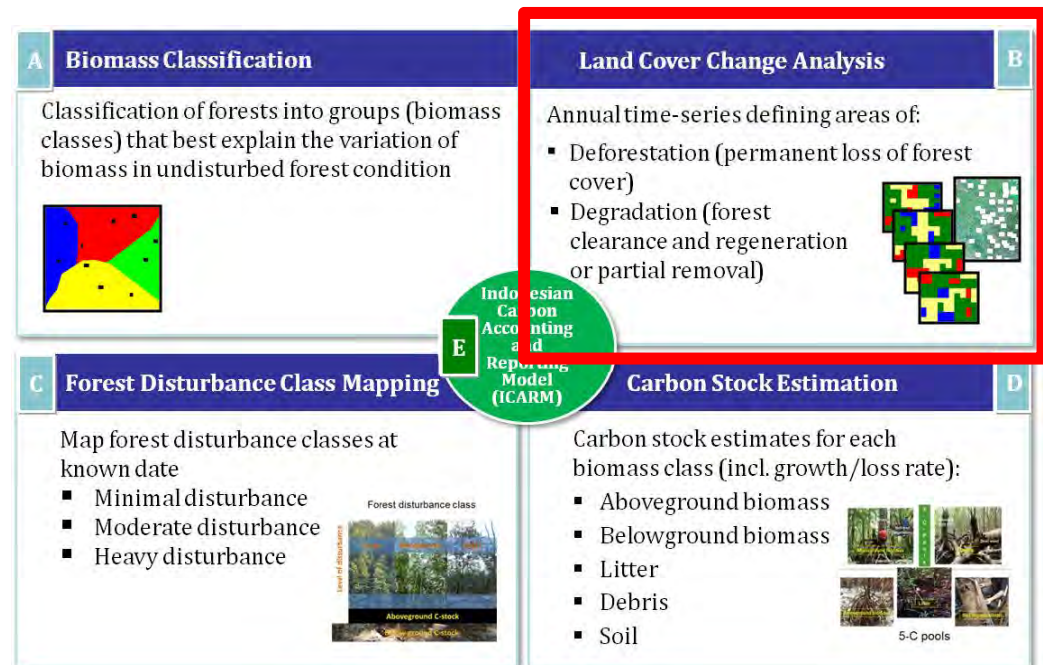 A
Biomass Classification
Classification of forests into groups (biomass
classes) that best explain the variation of
biomass in undisturbed forest condition
Land Cover Change Analysis
B
Annual time-series defining areas of:
▪ Deforestation (permanent loss of forest
cover)
▪ Degradation (forest
clearance and regeneration
or partial removal)
E
Indonesian
Carbon
Accounting
and
Reporting
Model
(ICARM)
C
Forest Disturbance Class Mapping
Map forest disturbance classes at
known date
▪ Minimal disturbance
▪ Moderate disturbance
▪ Heavy disturbance
Forest disturbance class
Level of disturbance
Aboveground C-stock
Belowground C-stock
Carbon Stock Estimation
D
Carbon stock estimates for each
biomass class (incl. growth/loss rate):
▪ Aboveground biomass
▪ Belowground biomass
▪ Litter
▪ Debris
▪ Soil
5-C pools